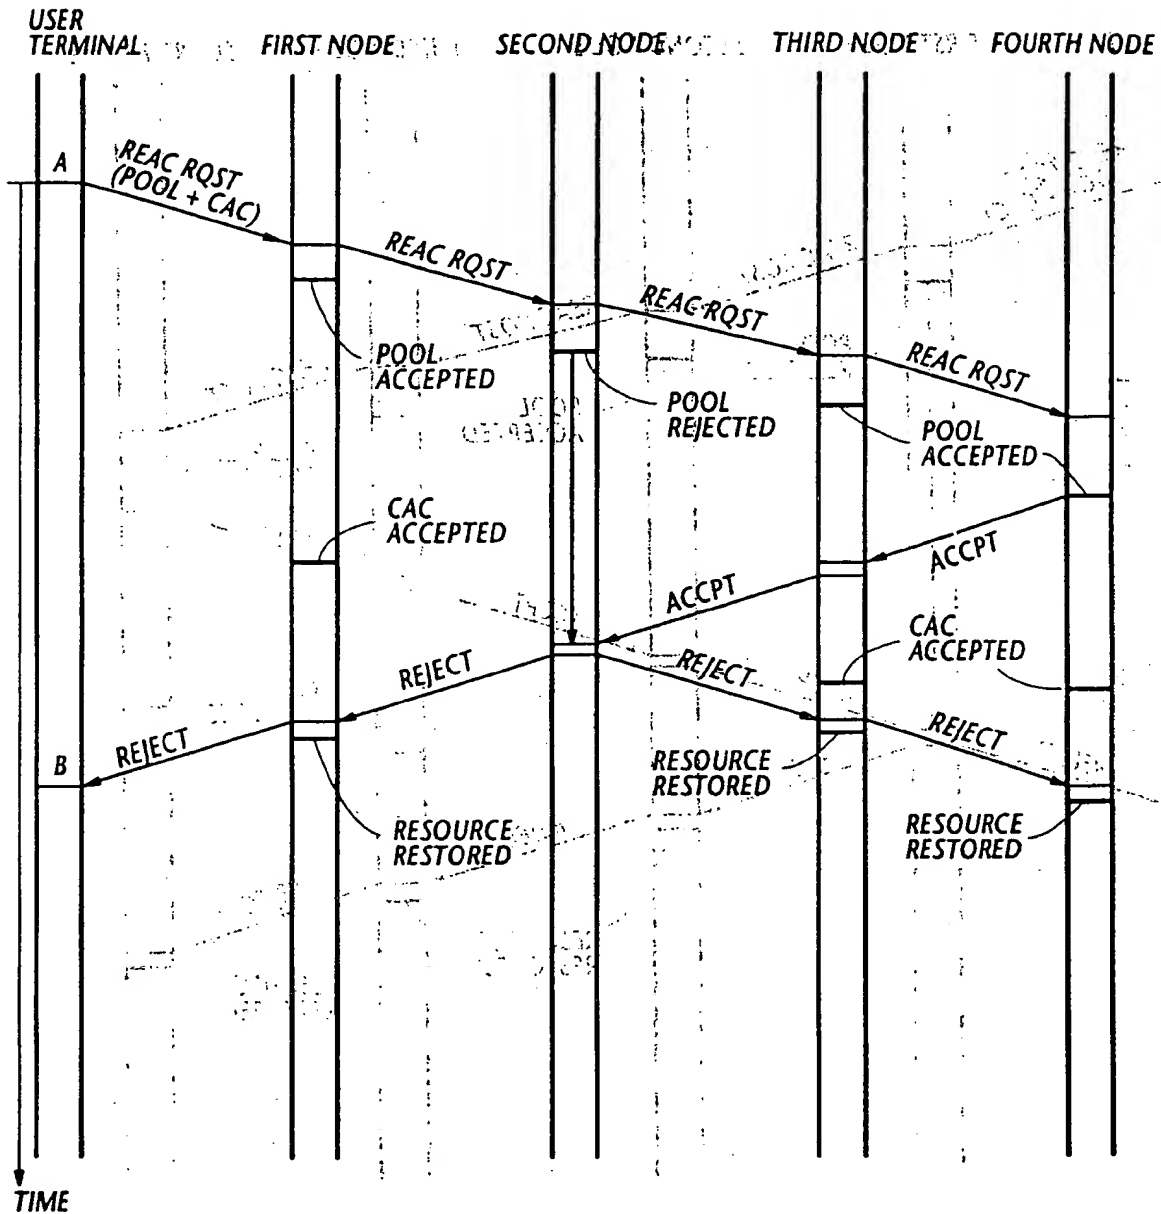 USER
TERMINAL
FIRST NODE
SECOND NODE
THIRD NODE
FOURTH NODE
A
REAC RQST
(POOL + CAC)
REAC RQST
REAC RQST
REAC RQST
POOL
ACCEPTED
POOL
REJECTED
POOL
ACCEPTED
CAC
ACCEPTED
ACCPT
ACCPT
CAC
ACCEPTED
REJECT
REJECT
REJECT
REJECT
B
RESOURCE
RESTORED
RESOURCE
RESTORED
RESOURCE
RESTORED
TIME